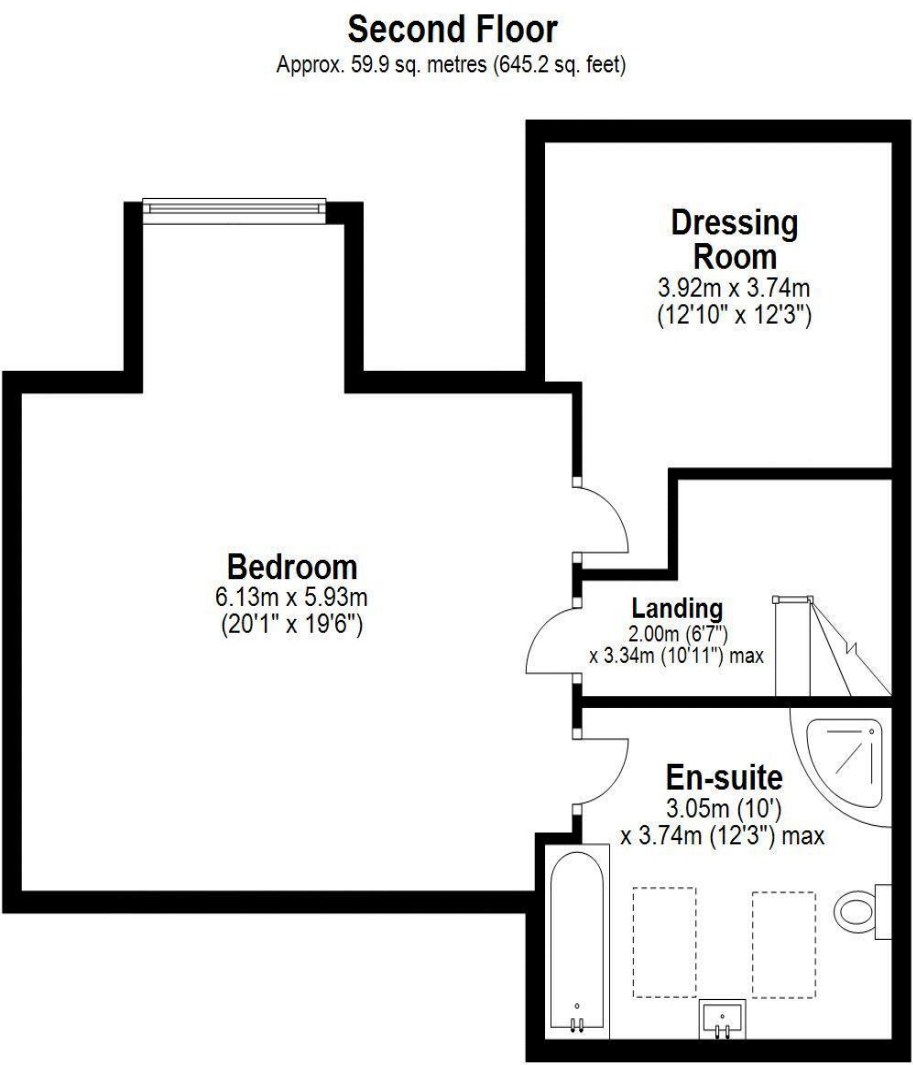 Second Floor
Approx. 59.9 sq. metres (645.2 sq. feet)
Dressing
Room
3.92m x 3.74m
(12'10" x 12'3")
Bedroom
6.13m x 5.93m
(20'1" x 19'6")
Landing
2.00m (6'7")
x 3.34m (10'11") max
En-suite
3.05m (10')
x 3.74m (12'3") max